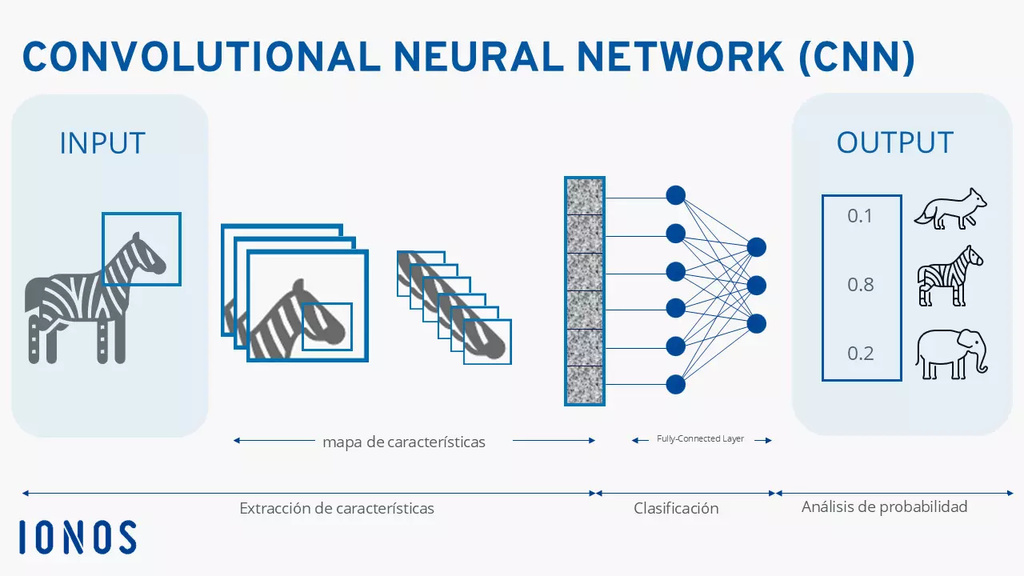 CONVOLUTIONAL NEURAL NETWORK (CNN)
INPUT
OUTPUT
0.1
0.8
0.2
mapa de características
Fully-Connected Layer
Extracción de características
Clasificación
Análisis de probabilidad
IONOS